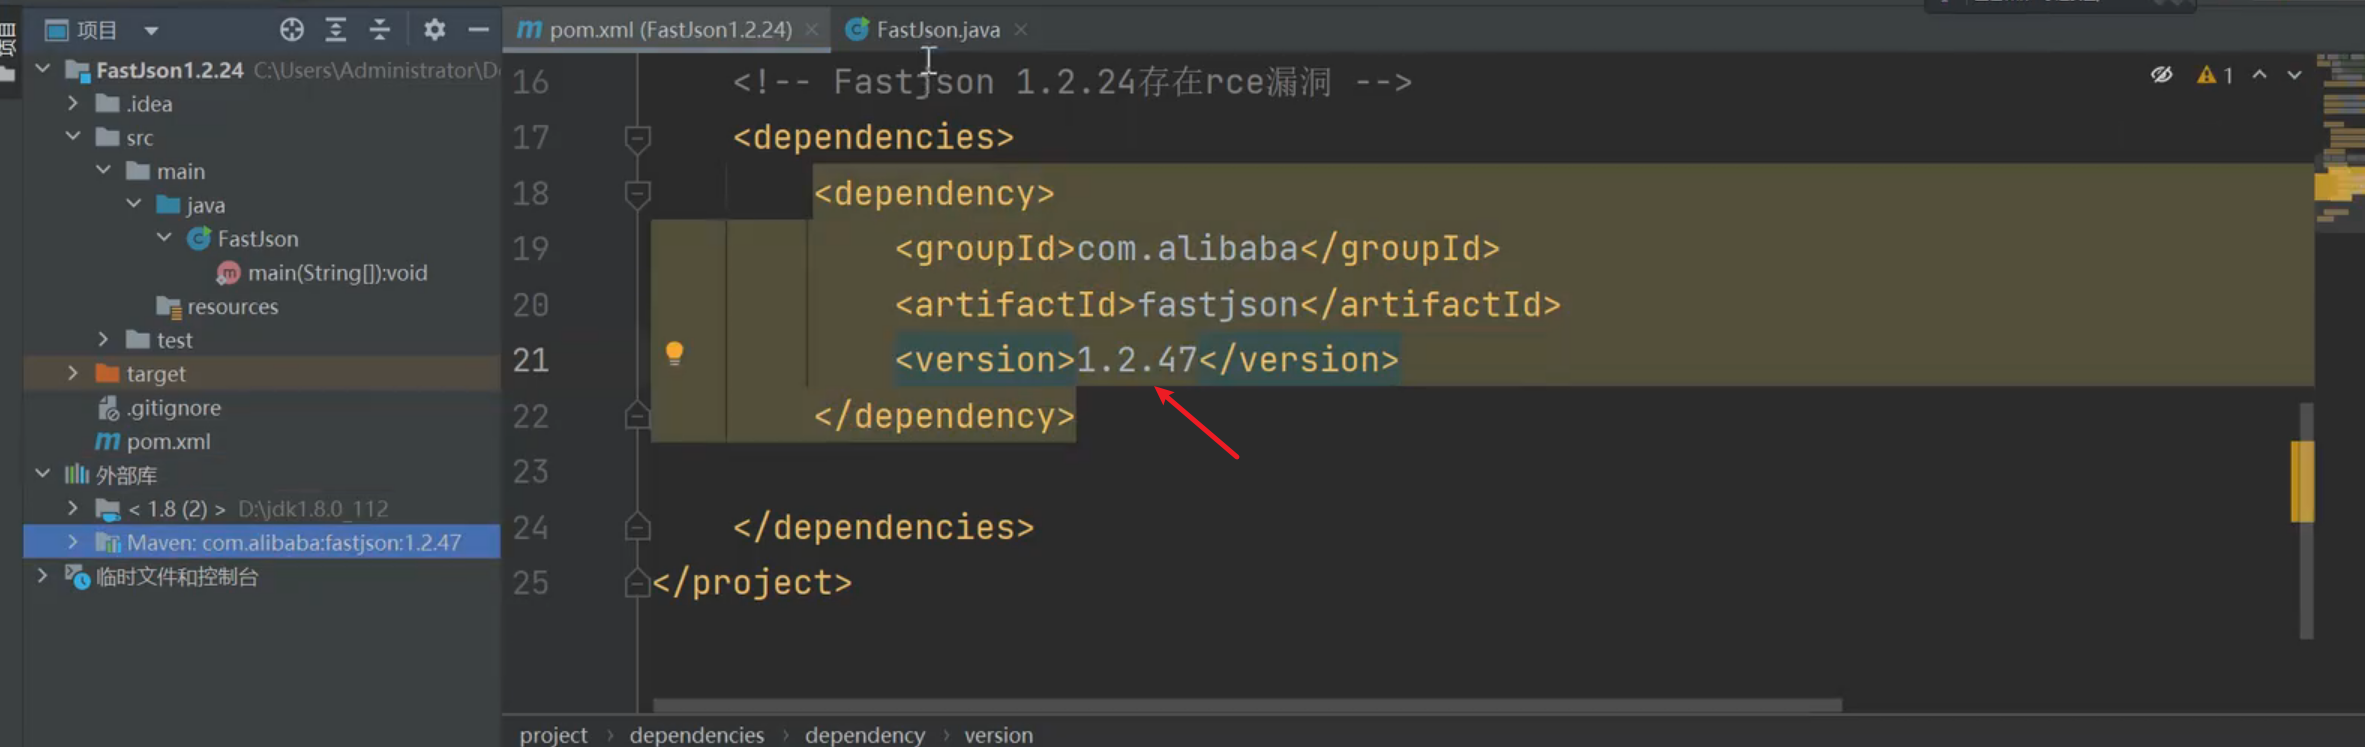 项目
pom.xml (FastJson1.2.24)
FastJson.java
FastJson1.2.24 C:\Users\Administrator\De
.idea
src
main
java
FastJson
main(String[]):void
resources
test
target
.gitignore
pom.xml
外部库
< 1.8 (2) > D:\jdk1.8.0_112
Maven: com.alibaba:fastjson:1.2.47
临时文件和控制台
16 <!-- Fastjson 1.2.24存在rce漏洞 -->
1
17 <dependencies>
18 <dependency>
19 <groupId>com.alibaba</groupId>
20 <artifactId>fastjson</artifactId>
21 <version>1.2.47</version>
22 </dependency>
23
24 </dependencies>
25 </project>
project › dependencies › dependency › version